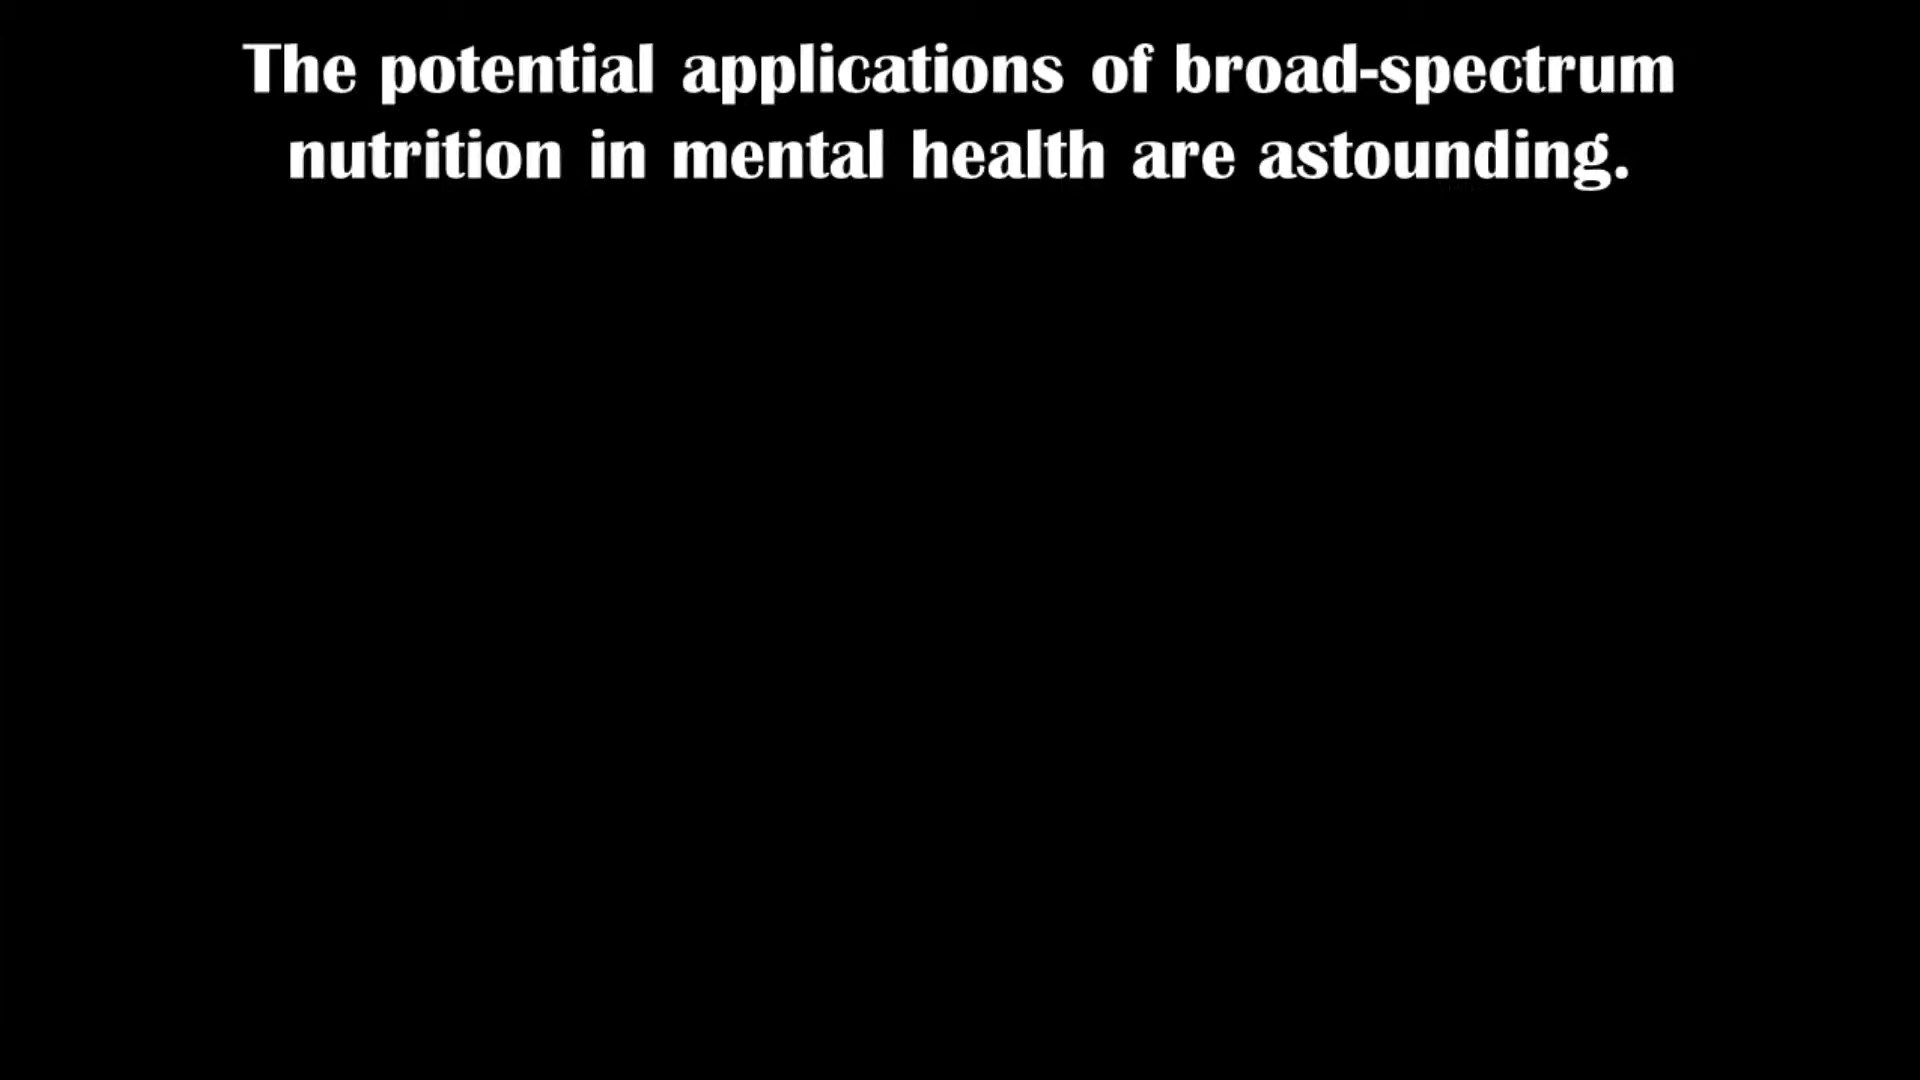 The potential applications of broad-spectrum
nutrition in mental health are astounding.